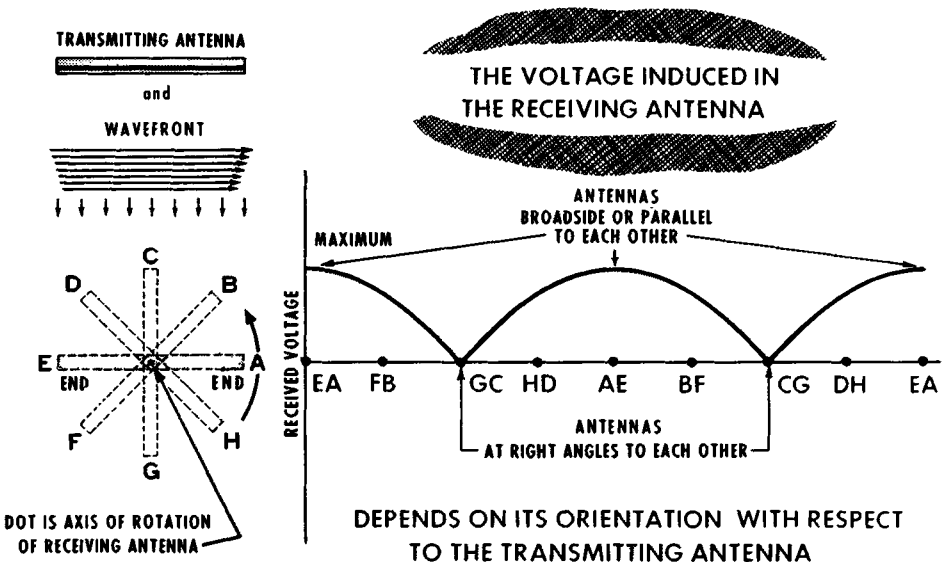 TRANSMITTING ANTENNA
and
WAVEFRONT
THE VOLTAGE INDUCED IN
THE RECEIVING ANTENNA
ANTENNAS
BROADSIDE OR PARALLEL
TO EACH OTHER
MAXIMUM
RECEIVED VOLTAGE
C
D
B
E
A
END
END
F
H
G
EA
FB
GC
HD
AE
BF
CG
DH
EA
ANTENNAS
AT RIGHT ANGLES TO EACH OTHER
DOT IS AXIS OF ROTATION
OF RECEIVING ANTENNA
DEPENDS ON ITS ORIENTATION WITH RESPECT
TO THE TRANSMITTING ANTENNA